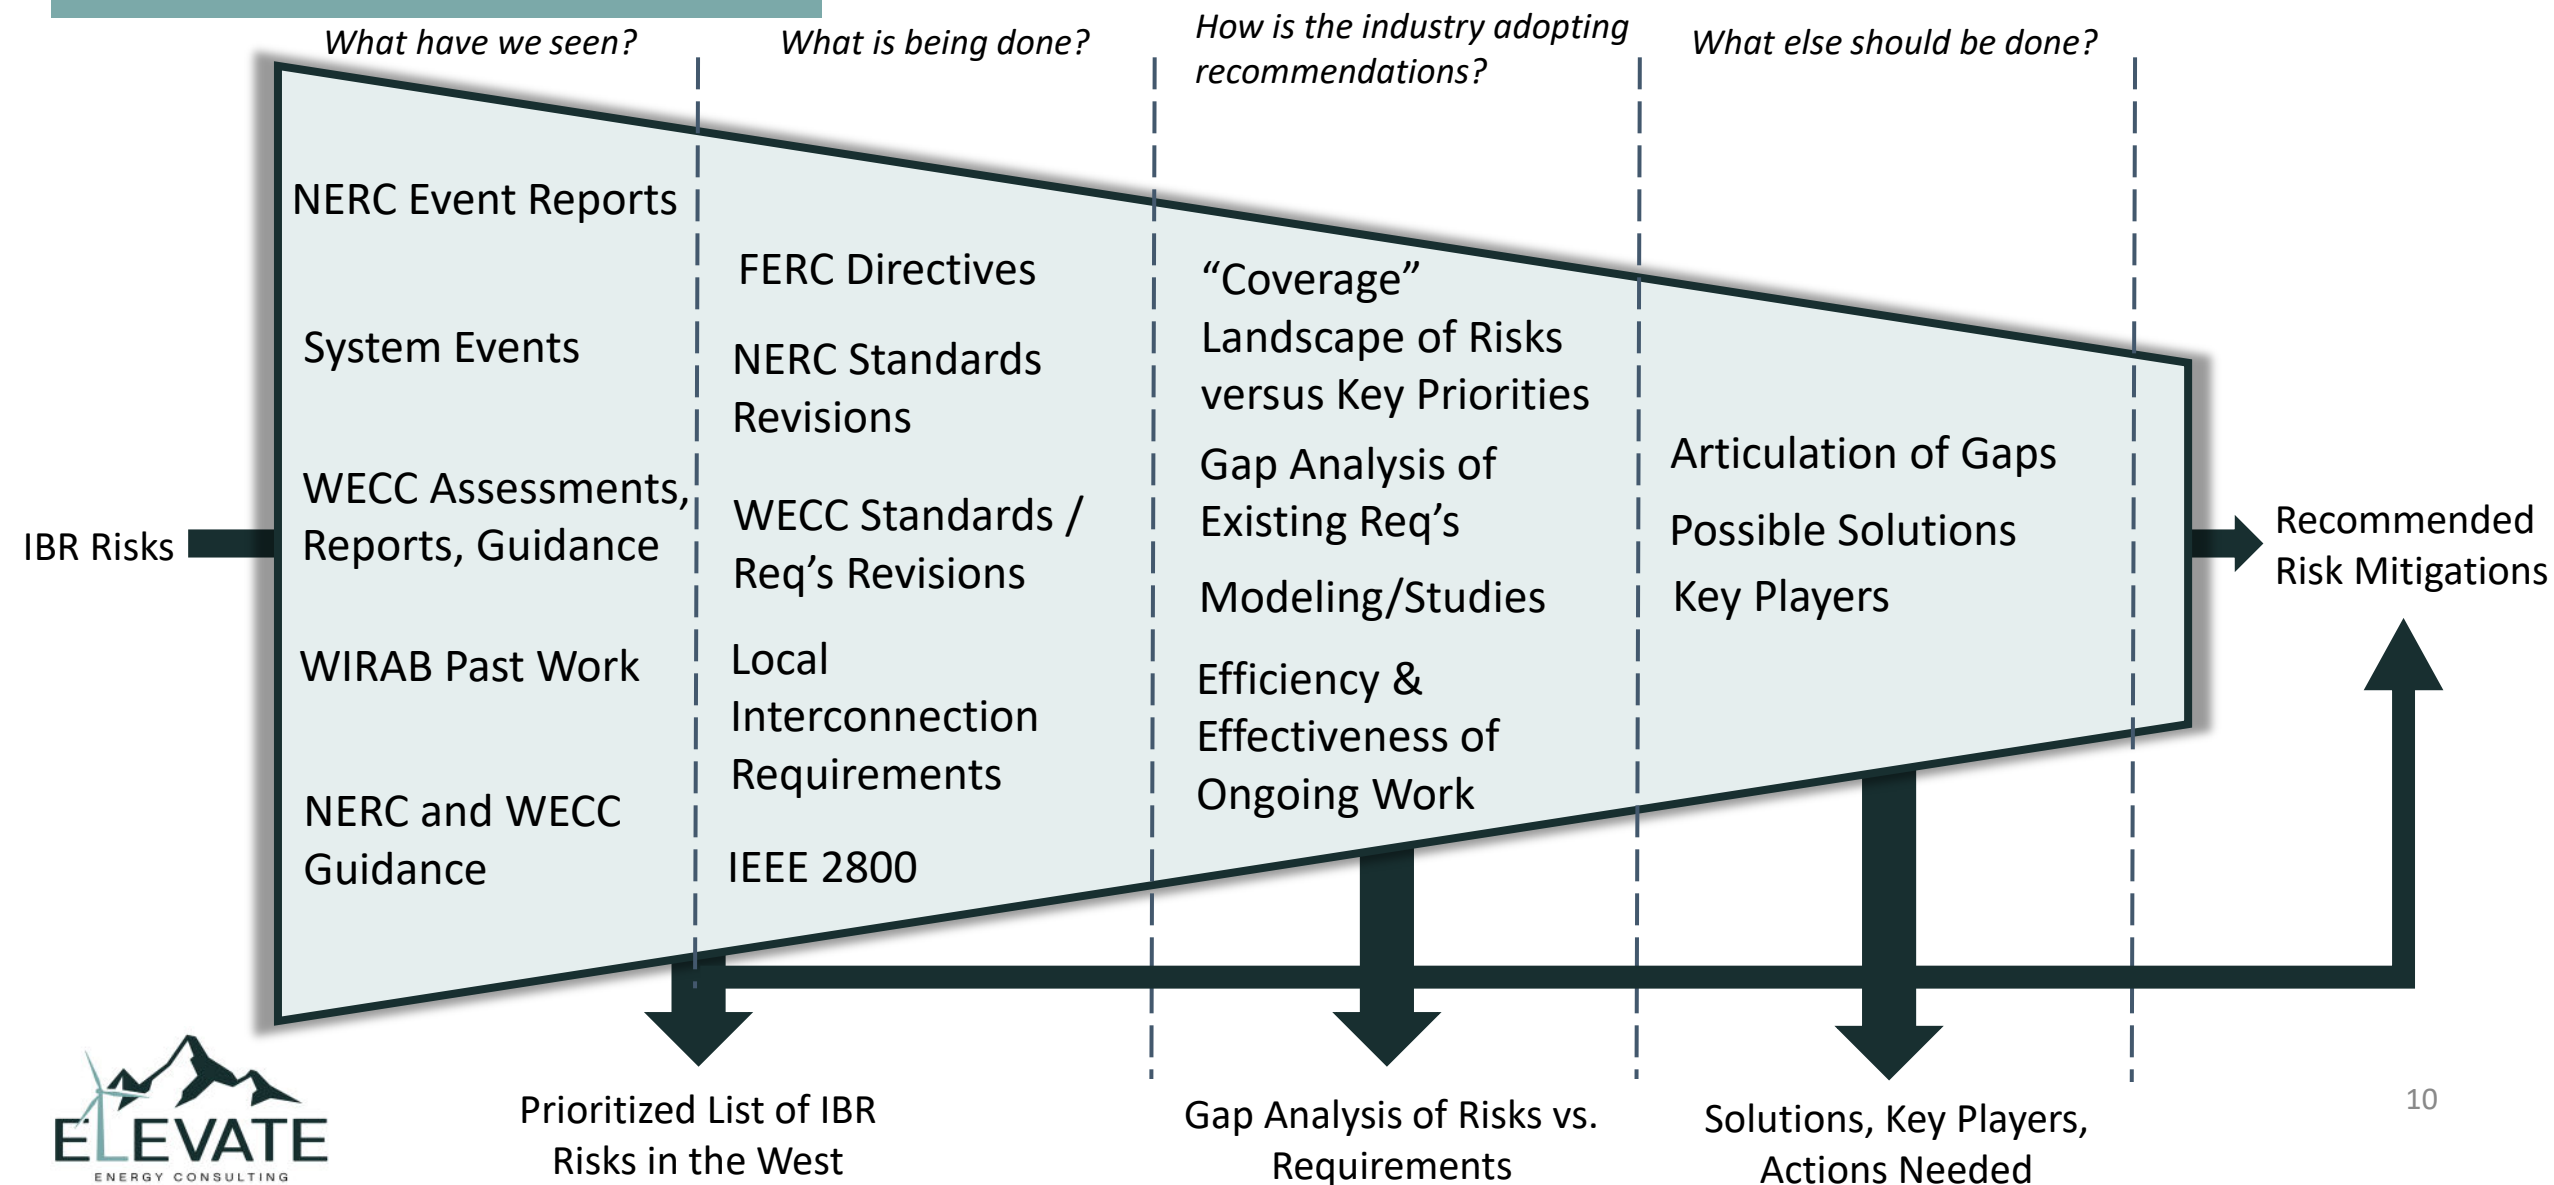 What have we seen?
What is being done?
How is the industry adopting
recommendations?
What else should be done?
IBR Risks
NERC Event Reports
System Events
WECC Assessments,
Reports, Guidance
WIRAB Past Work
NERC and WECC
Guidance
FERC Directives
NERC Standards
Revisions
WECC Standards /
Req’s Revisions
Local
Interconnection
Requirements
IEEE 2800
“Coverage”
Landscape of Risks
versus Key Priorities
Gap Analysis of
Existing Req’s
Modeling/Studies
Efficiency &
Effectiveness of
Ongoing Work
Articulation of Gaps
Possible Solutions
Key Players
Recommended
Risk Mitigations
Prioritized List of IBR
Risks in the West
Gap Analysis of Risks vs.
Requirements
Solutions, Key Players,
Actions Needed
ELEVATE
ENERGY CONSULTING
10